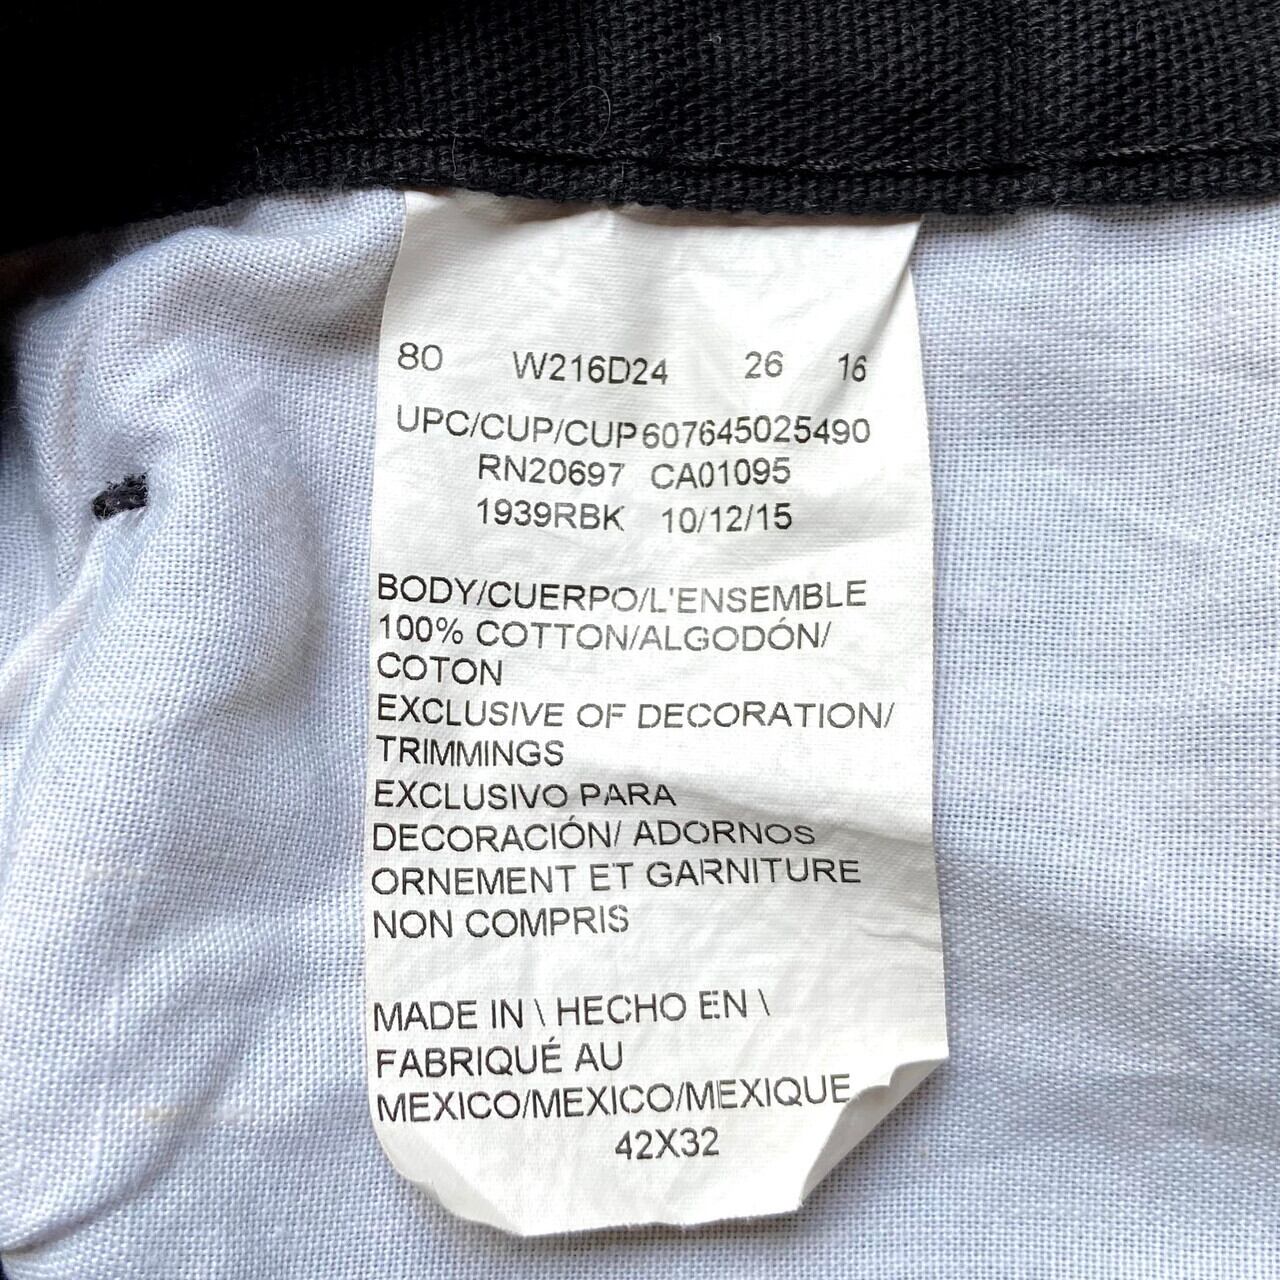 80 W216D24 26 16
UPC/CUP/CUP607645025490
RN20697 CA01095
1939RBK 10/12/15
BODY/CUERPO/L'ENSEMBLE
100% COTTON/ALGODÓN/
COTON
EXCLUSIVE OF DECORATION/
TRIMMINGS
EXCLUSIVO PARA
DECORACIÓN/ ADORNOS
ORNEMENT ET GARNITURE
NON COMPRIS
MADE IN \ HECHO EN \
FABRIQUÉ AU
MEXICO/MEXICO/MEXIQUE
42X32